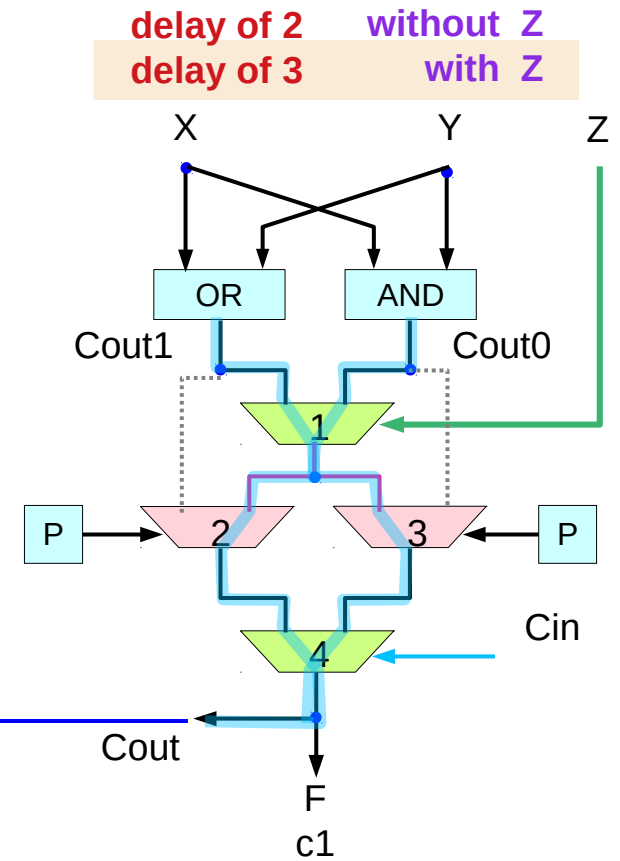 delay of 2 without Z
delay of 3 with Z
X Y Z
OR AND
Cout1 Cout0
1
P 2 3 P
Cin
4
Cout
F
c1